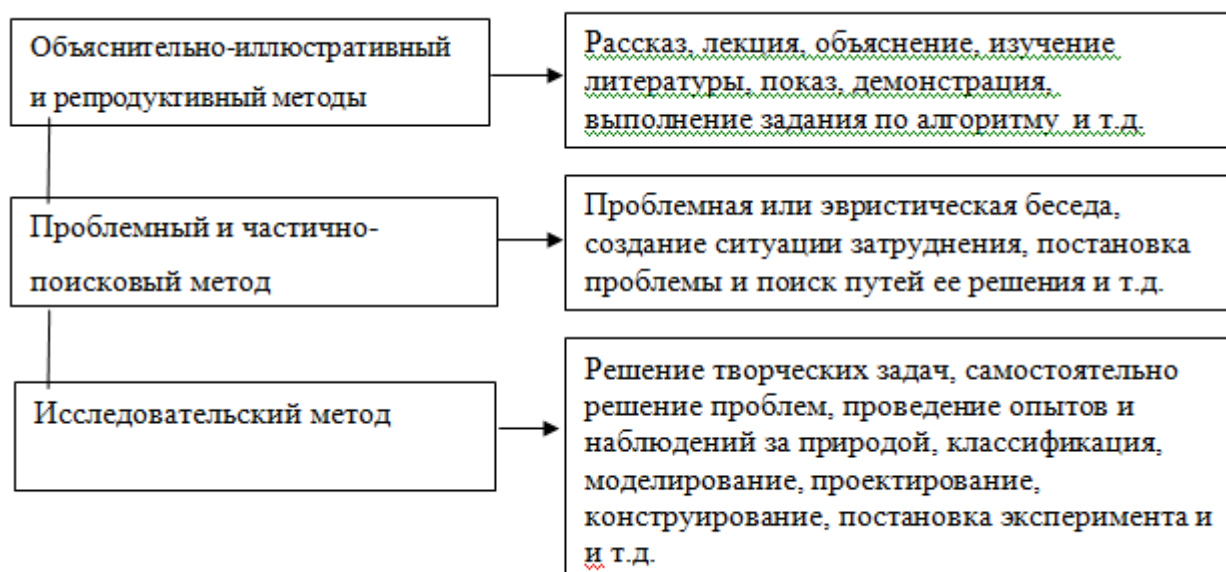 Объяснительно-иллюстративный
и репродуктивный методы
Рассказ, лекция, объяснение, изучение
литературы, показ, демонстрация,
выполнение задания по алгоритму и т.д.
Проблемный и частично-
поисковый метод
Проблемная или эвристическая беседа,
создание ситуации затруднения, постановка
проблемы и поиск путей ее решения и т.д.
Исследовательский метод
Решение творческих задач, самостоятельно
решение проблем, проведение опытов и
наблюдений за природой, классификация,
моделирование, проектирование,
конструирование, постановка эксперимента и
и т.д.